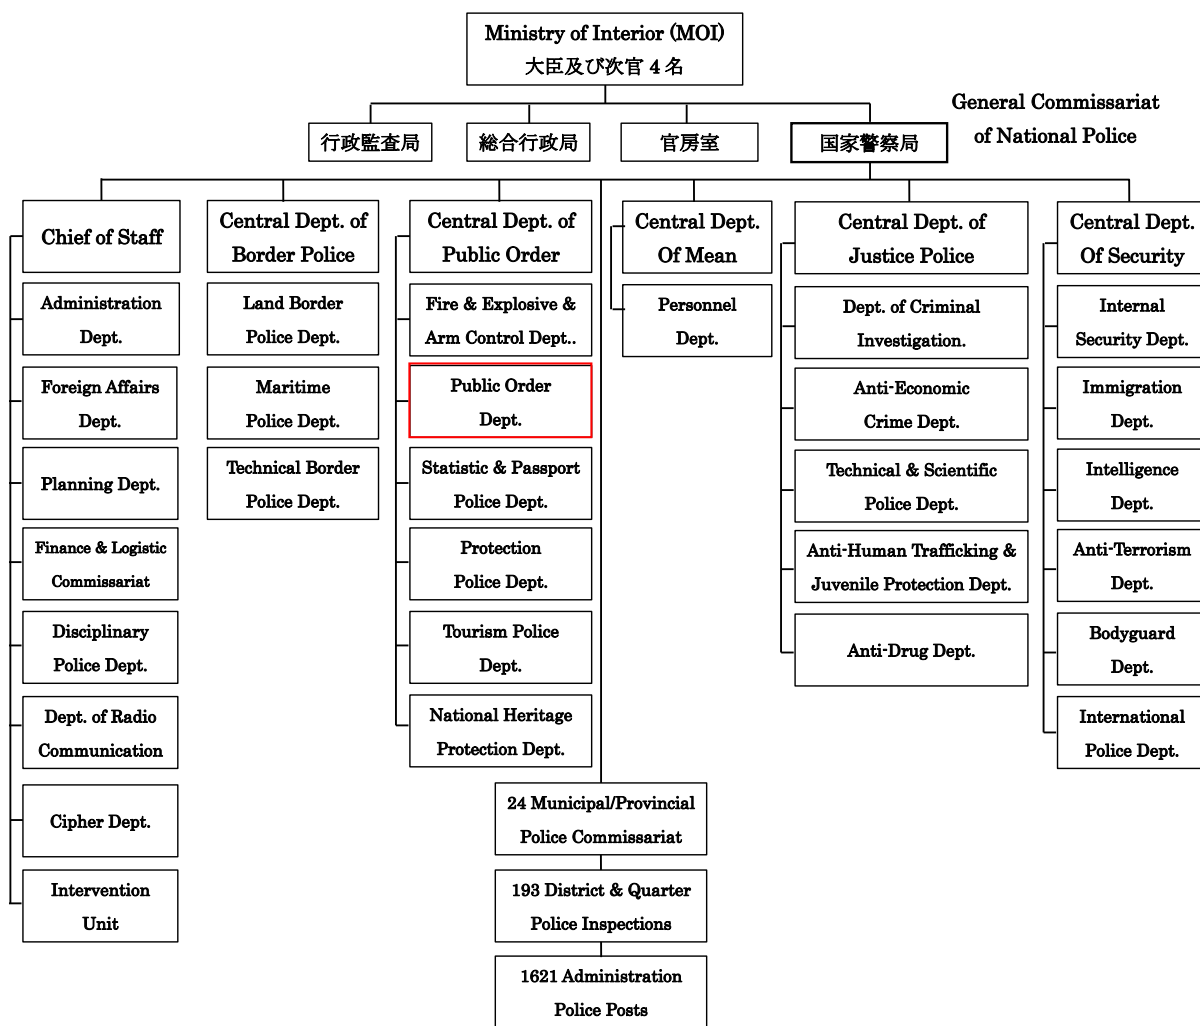 Ministry of Interior (MOI)
大臣及び次官 4 名
General Commissariat
of National Police
行政監査局
総合行政局
官房室
国家警察局
Chief of Staff
Administration
Dept.
Foreign Affairs
Dept.
Planning Dept.
Finance & Logistic
Commissariat
Disciplinary
Police Dept.
Dept. of Radio
Communication
Cipher Dept.
Intervention
Unit
Central Dept. of
Border Police
Land Border
Police Dept.
Maritime
Police Dept.
Technical Border
Police Dept.
Central Dept. of
Public Order
Fire & Explosive &
Arm Control Dept..
Public Order
Dept.
Statistic & Passport
Police Dept.
Protection
Police Dept.
Tourism Police
Dept.
National Heritage
Protection Dept.
24 Municipal/Provincial
Police Commissariat
193 District & Quarter
Police Inspections
1621 Administration
Police Posts
Central Dept.
Of Mean
Personnel
Dept.
Central Dept. of
Justice Police
Dept. of Criminal
Investigation.
Anti-Economic
Crime Dept.
Technical & Scientific
Police Dept.
Anti-Human Trafficking &
Juvenile Protection Dept.
Anti-Drug Dept.
Central Dept.
Of Security
Internal
Security Dept.
Immigration
Dept.
Intelligence
Dept.
Anti-Terrorism
Dept.
Bodyguard
Dept.
International
Police Dept.